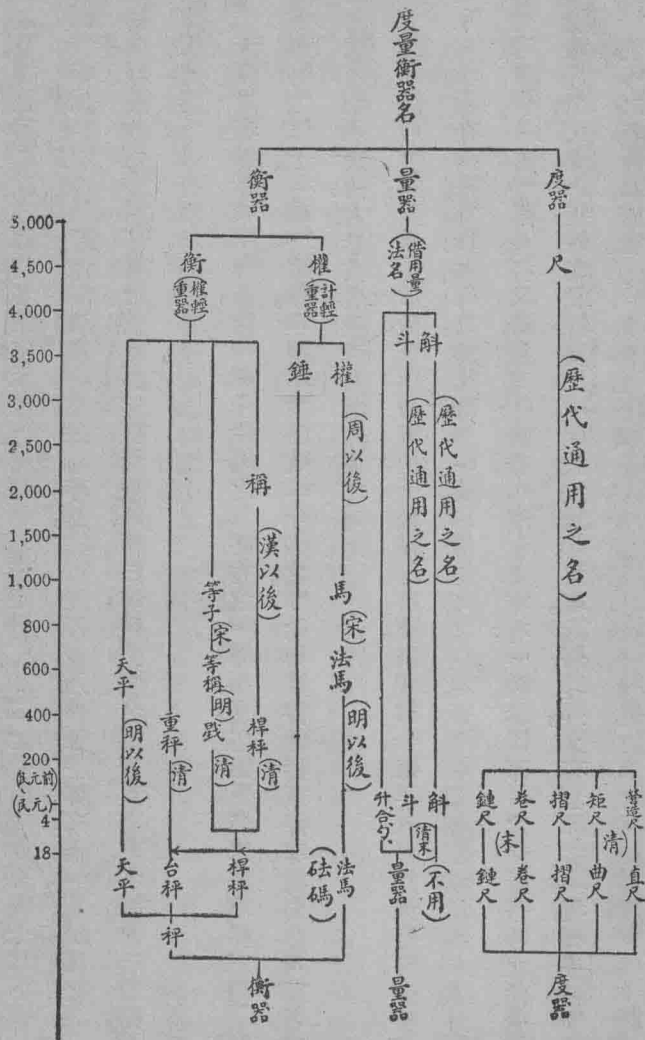 度量衡器名
度器
量器
衡器
尺
(歷代通用之名)
(借用量法名)
斛
(歷代通用之名)
斗
(歷代通用之名)
權
(計輕重器)
衡
(權輕重器)
權
(周以後)
馬
(宋)
法馬
(明以後)
錘
稱
(漢以後)
桿秤
(清)
等子
(宋)
等稱
(明)
戥
(清)
重秤
(清)
天平
(明以後)
營造尺
矩尺
摺尺
卷尺
鏈尺
(清末)
直尺
曲尺
摺尺
卷尺
鏈尺
度器
斛
斗
升、合、勺、
(清末)
(不用)
量器
量器
法馬
(砝碼)
桿秤
台秤
天平
秤
衡器
5,000
4,500
4,000
3,500
3,000
2,500
2,000
1,500
1,000
800
600
400
200
(民元前)
(民元)
4
18